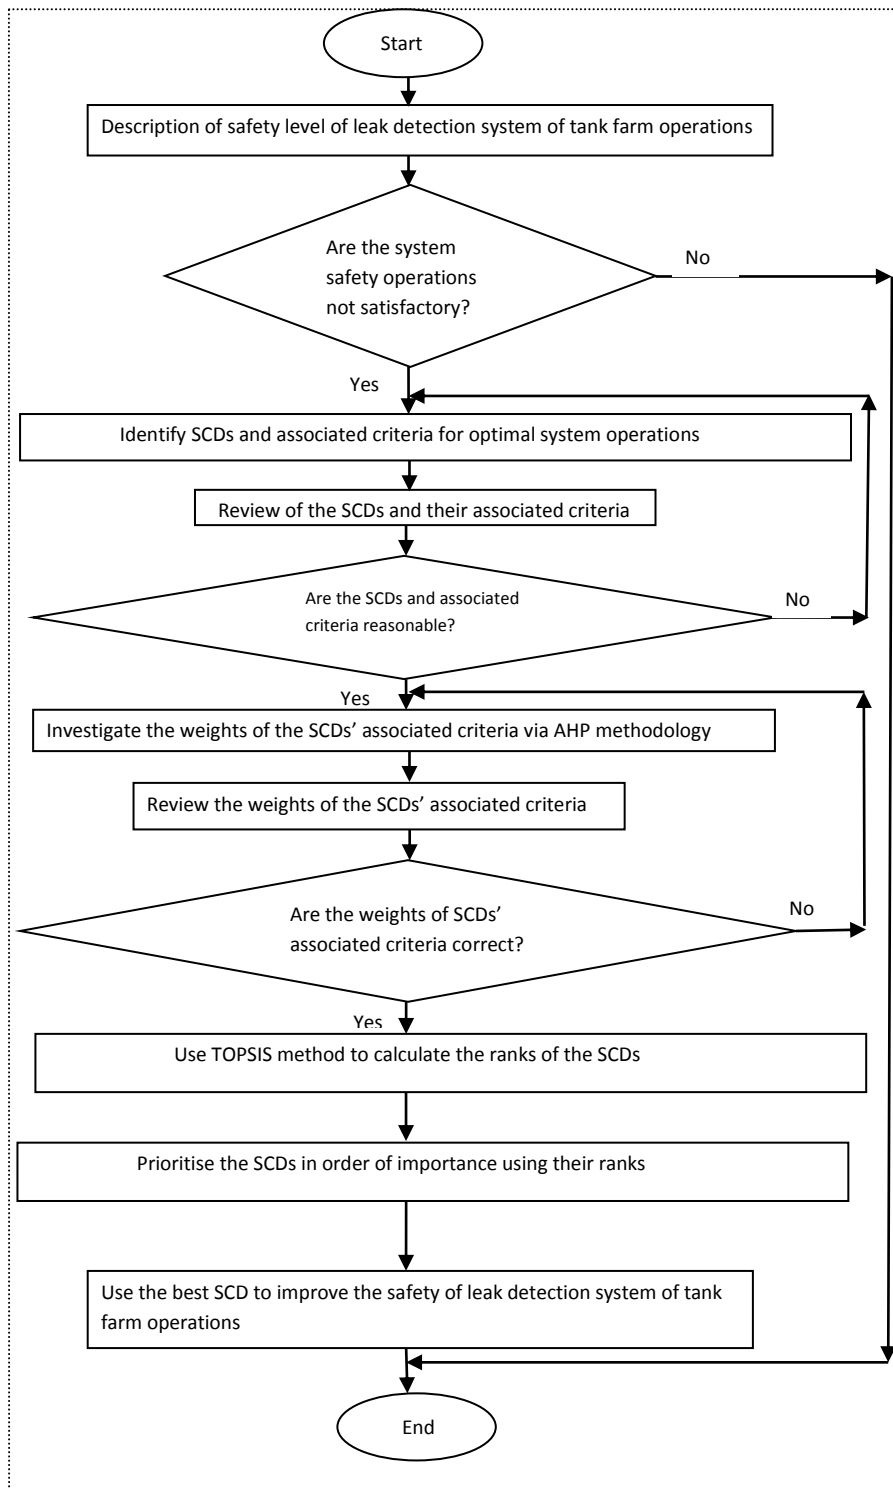 Start
Description of safety level of leak detection system of tank farm operations
Are the system
safety operations
not satisfactory?
No
Yes
Identify SCDs and associated criteria for optimal system operations
Review of the SCDs and their associated criteria
Are the SCDs and associated
criteria reasonable?
No
Yes
Investigate the weights of the SCDs’ associated criteria via AHP methodology
Review the weights of the SCDs’ associated criteria
Are the weights of SCDs’
associated criteria correct?
No
Yes
Use TOPSIS method to calculate the ranks of the SCDs
Prioritise the SCDs in order of importance using their ranks
Use the best SCD to improve the safety of leak detection system of tank
farm operations
End